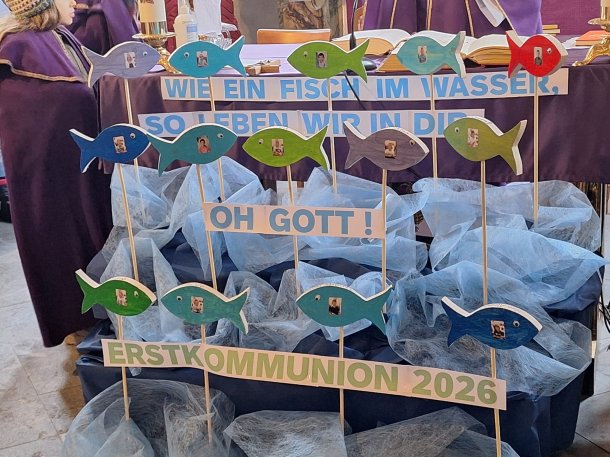 WIE EIN FISCH IM WASSER,
SO LEBEN WIR IN DIR
OH GOTT!
ERSTKOMMUNION 2026